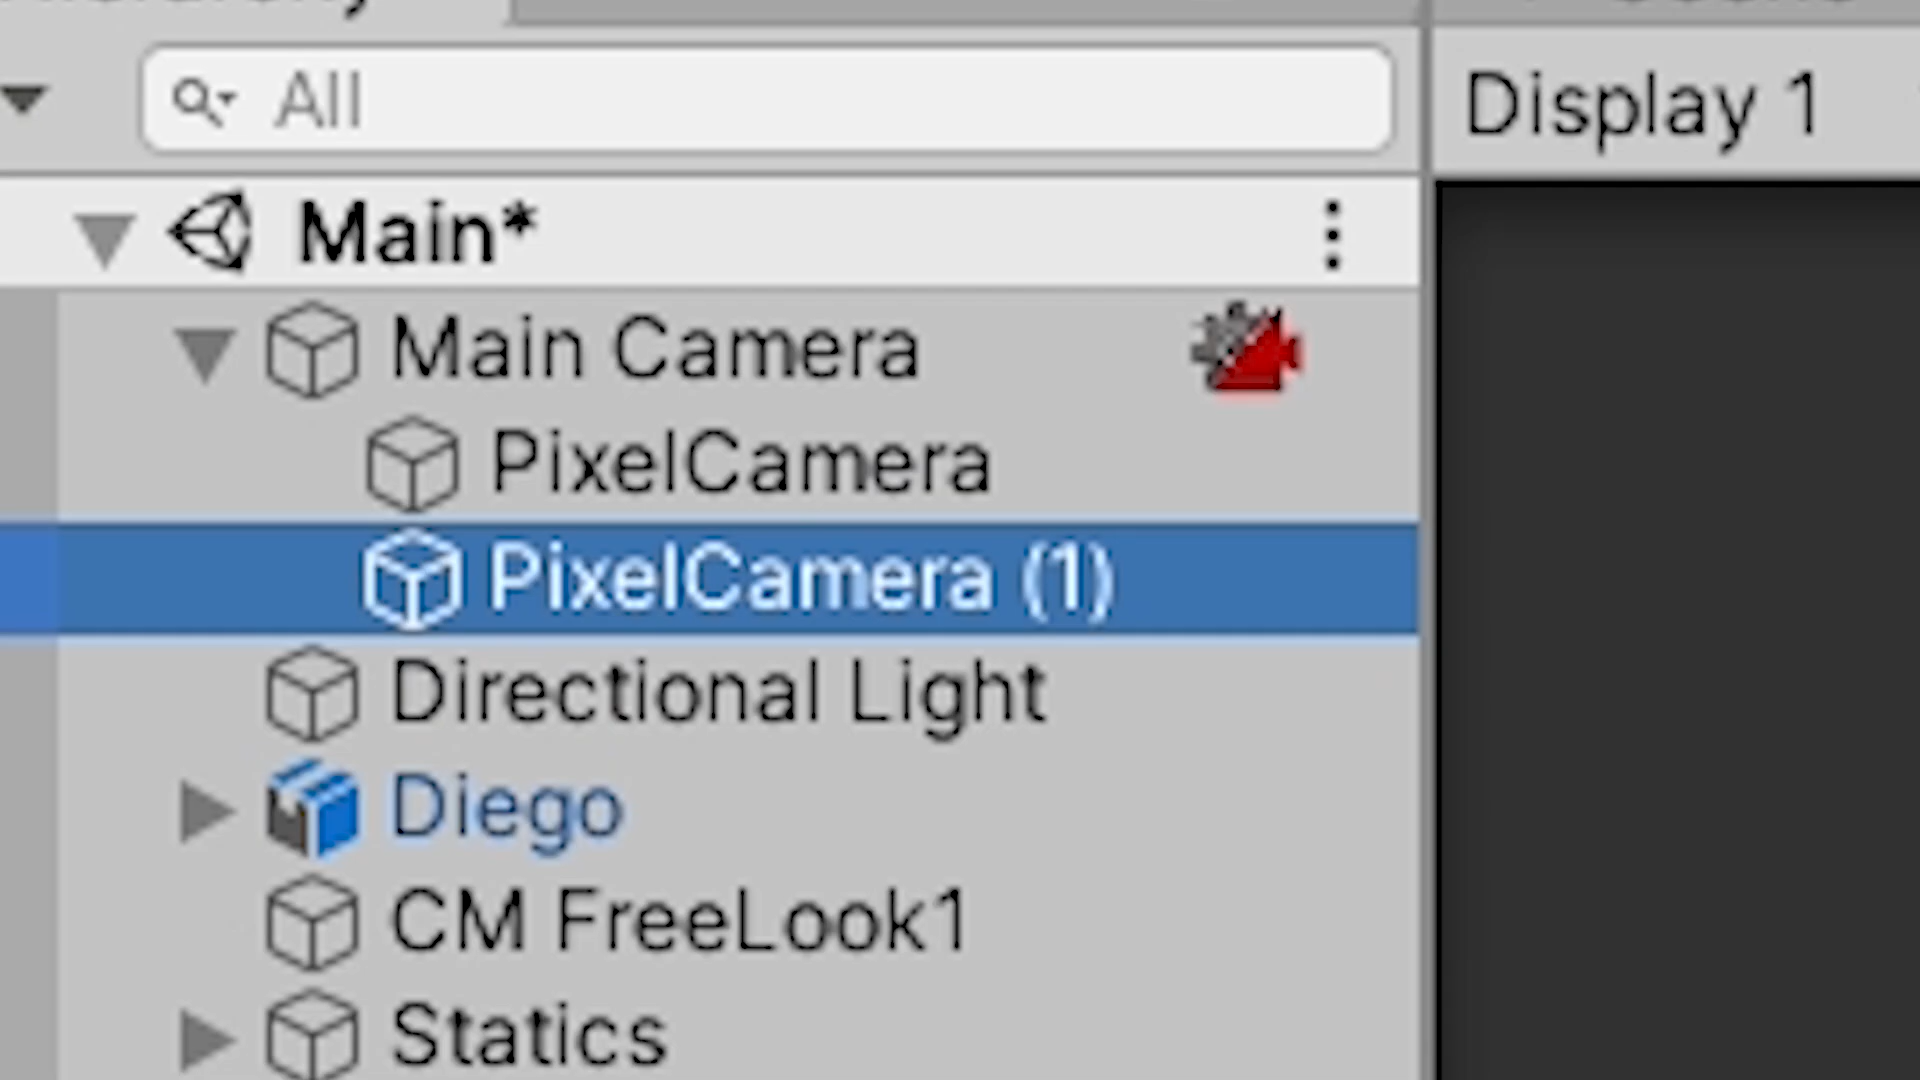 All
Display 1
Main*
Main Camera
PixelCamera
PixelCamera (1)
Directional Light
Diego
CM FreeLook1
Statics